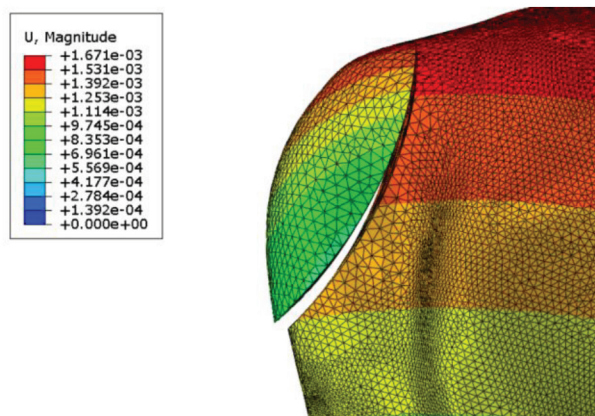 U, Magnitude
+1.671e-03
+1.531e-03
+1.392e-03
+1.253e-03
+1.114e-03
+9.745e-04
+8.353e-04
+6.961e-04
+5.569e-04
+4.177e-04
+2.784e-04
+1.392e-04
+0.000e+00